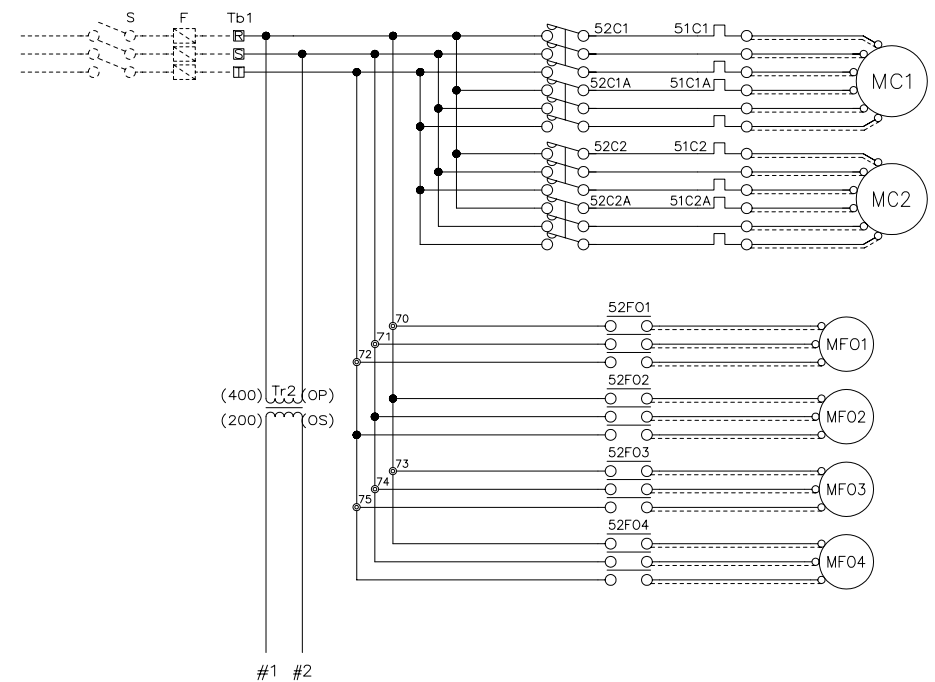 S F Tb1
R
S
T
52C1 51C1
MC1
52C1A 51C1A
52C2 51C2
MC2
52C2A 51C2A
52F01
70
71
MF01
72
52F02
(400) Tr2 (OP)
(200) (OS)
MF02
52F03
73
74
MF03
75
52F04
MF04
#1 #2